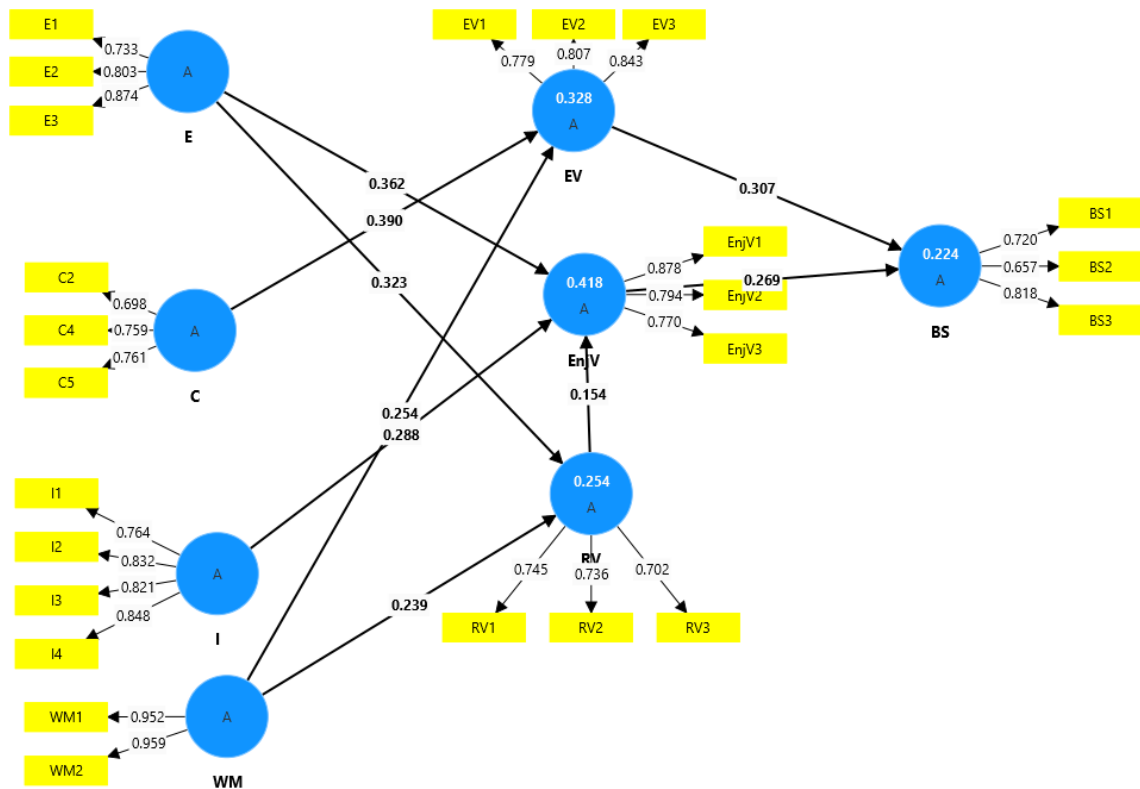 E1
E2
E3
0.733
0.803
0.874
A
E
EV1
EV2
EV3
0.779
0.807
0.843
0.328
A
EV
0.362
0.390
0.323
0.307
C2
C4
C5
0.698
0.759
0.761
A
C
0.418
A
EnjV
EnjV1
EnjV2
EnjV3
0.878
0.794
0.770
0.269
0.224
A
BS
BS1
BS2
BS3
0.720
0.657
0.818
0.154
0.254
0.288
I1
I2
I3
I4
0.764
0.832
0.821
0.848
A
I
0.254
A
RV
0.745
0.736
0.702
RV1
RV2
RV3
0.239
WM1
WM2
0.952
0.959
A
WM